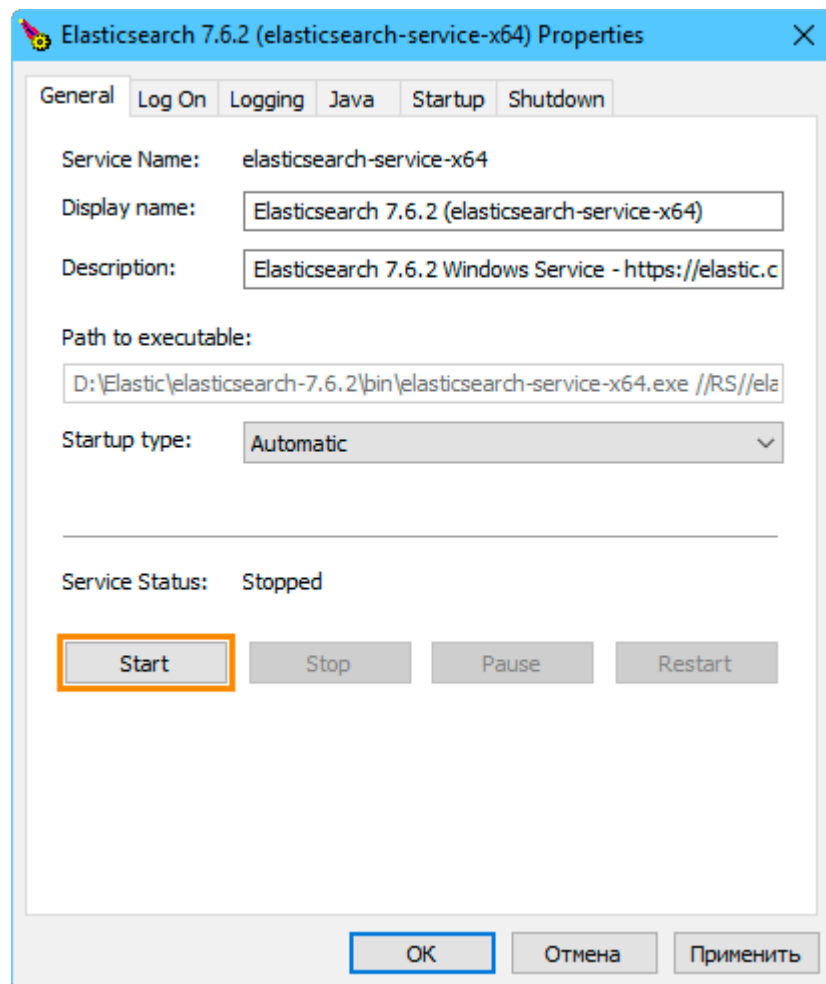 Elasticsearch 7.6.2 (elasticsearch-service-x64) Properties
General Log On Logging Java Startup Shutdown
Service Name: elasticsearch-service-x64
Display name: Elasticsearch 7.6.2 (elasticsearch-service-x64)
Description: Elasticsearch 7.6.2 Windows Service - https://elastic.c
Path to executable:
D:\Elastic\elasticsearch-7.6.2\bin\elasticsearch-service-x64.exe //RS//ela
Startup type: Automatic
Service Status: Stopped
Start Stop Pause Restart
OK Отмена Применить